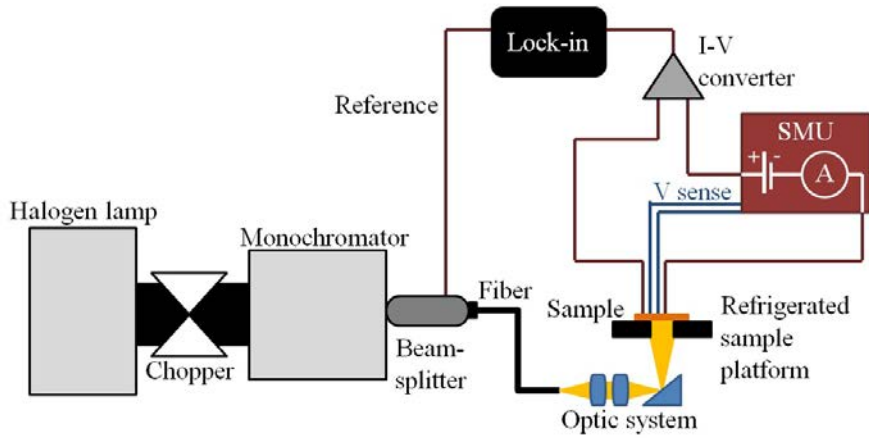 Lock-in
I-V
converter
Reference
SMU
+
-
A
V sense
Halogen lamp
Monochromator
Fiber
Sample
Refrigerated
sample
platform
Beam-
splitter
Chopper
Optic system